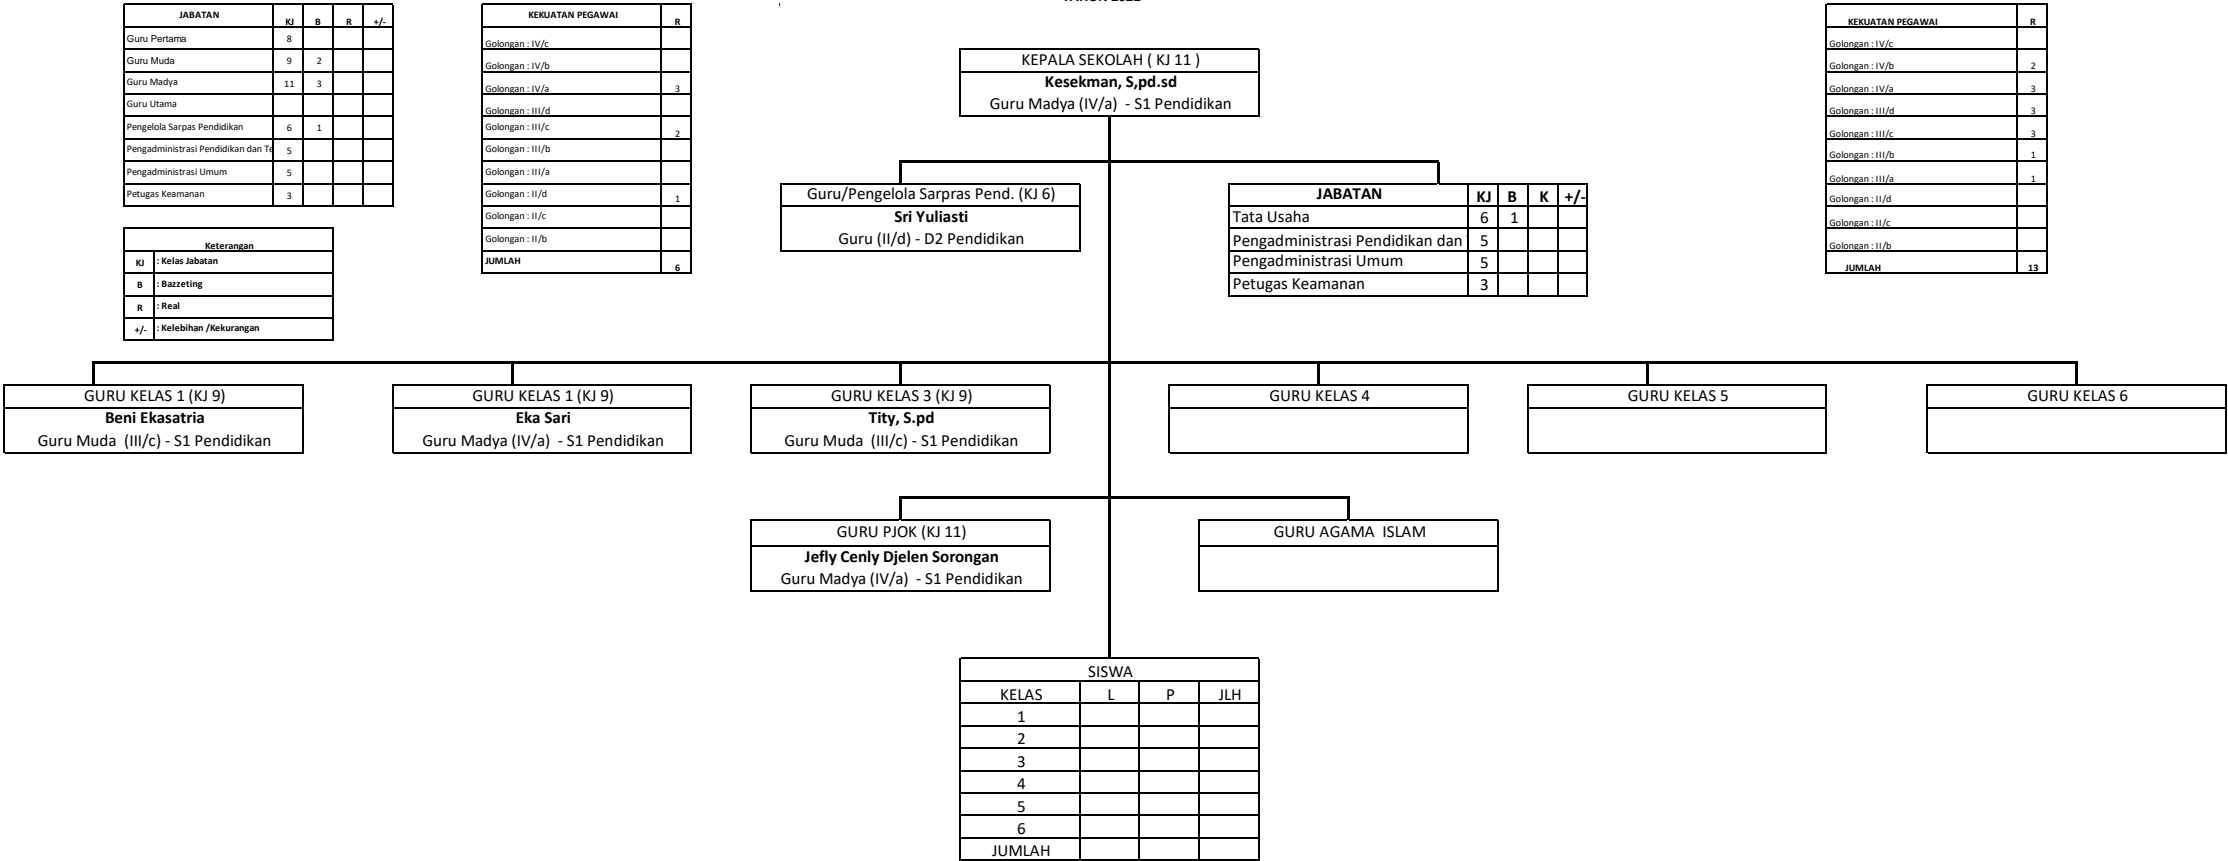 TAHUN 2022
JABATAN KJ B R +/-
Guru Pertama 8
Guru Muda 9 2
Guru Madya 11 3
Guru Utama
Pengelola Sarpas Pendidikan 6 1
Pengadministrasi Pendidikan dan Te 5
Pengadministrasi Umum 5
Petugas Keamanan 3
Keterangan
KJ : Kelas Jabatan
B : Bazzeting
R : Real
+/- : Kelebihan /Kekurangan
KEKUATAN PEGAWAI R
Golongan : IV/c
Golongan : IV/b
Golongan : IV/a 3
Golongan : III/d
Golongan : III/c 2
Golongan : III/b
Golongan : III/a
Golongan : II/d 1
Golongan : II/c
Golongan : II/b
JUMLAH 6
KEPALA SEKOLAH ( KJ 11 )
Kesekman, S,pd.sd
Guru Madya (IV/a) - S1 Pendidikan
KEKUATAN PEGAWAI R
Golongan : IV/c
Golongan : IV/b 2
Golongan : IV/a 3
Golongan : III/d 3
Golongan : III/c 3
Golongan : III/b 1
Golongan : III/a 1
Golongan : II/d
Golongan : II/c
Golongan : II/b
JUMLAH 13
Guru/Pengelola Sarpras Pend. (KJ 6)
Sri Yuliasti
Guru (II/d) - D2 Pendidikan
JABATAN KJ B K +/-
Tata Usaha 6 1
Pengadministrasi Pendidikan dan 5
Pengadministrasi Umum 5
Petugas Keamanan 3
GURU KELAS 1 (KJ 9)
Beni Ekasatria
Guru Muda (III/c) - S1 Pendidikan
GURU KELAS 1 (KJ 9)
Eka Sari
Guru Madya (IV/a) - S1 Pendidikan
GURU KELAS 3 (KJ 9)
Tity, S.pd
Guru Muda (III/c) - S1 Pendidikan
GURU KELAS 4
GURU KELAS 5
GURU KELAS 6
GURU PJOK (KJ 11)
Jefly Cenly Djelen Sorongan
Guru Madya (IV/a) - S1 Pendidikan
GURU AGAMA ISLAM
SISWA
KELAS L P JLH
1
2
3
4
5
6
JUMLAH